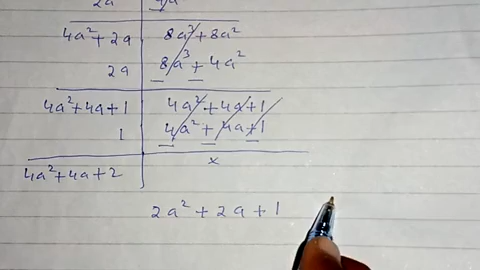 2a
4a² + 2a 8a³ + 8a²
2a 8a³ + 4a²
4a² + 4a + 1 4a² + 4a + 1
1 4a² + 4a + 1
4a² + 4a + 2 x
2a² + 2a + 1